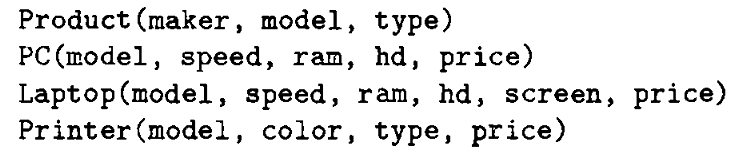 Product(maker, model, type)
PC(model, speed, ram, hd, price)
Laptop(model, speed, ram, hd, screen, price)
Printer(model, color, type, price)